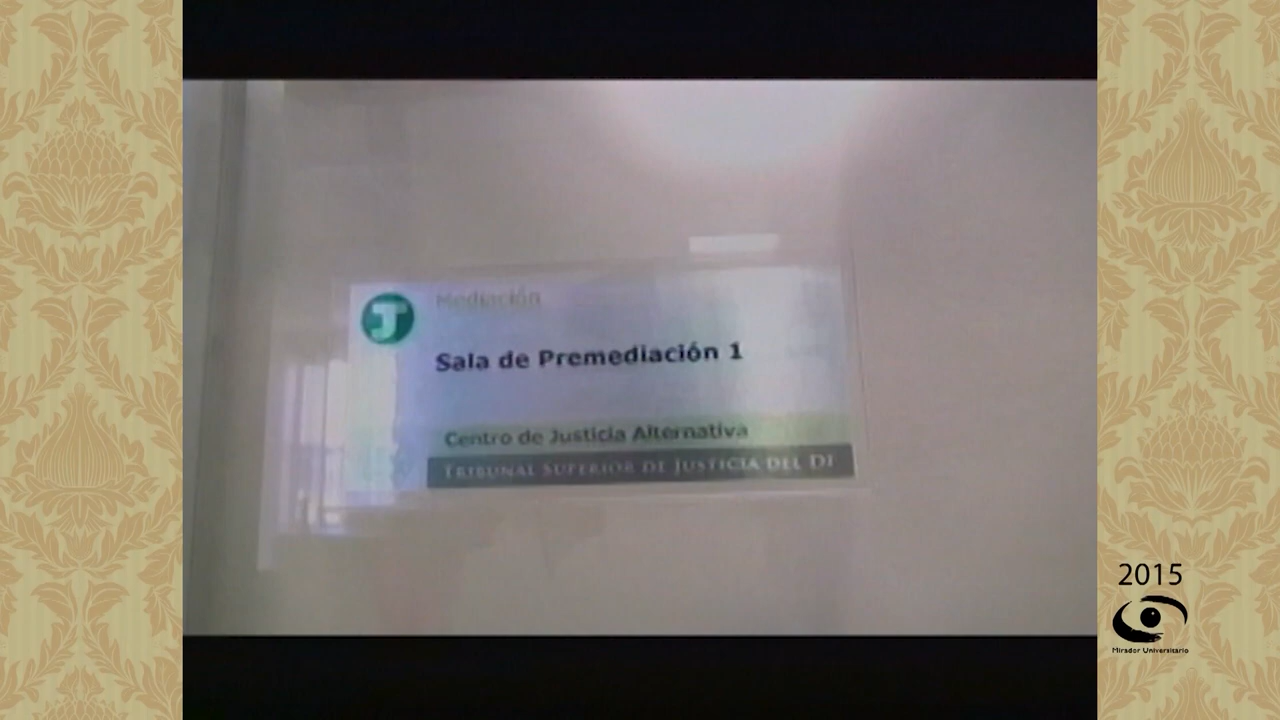 Mediación
Sala de Premediación 1
Centro de Justicia Alternativa
TRIBUNAL SUPERIOR DE JUSTICIA DEL DF
2015
Mirador Universitario